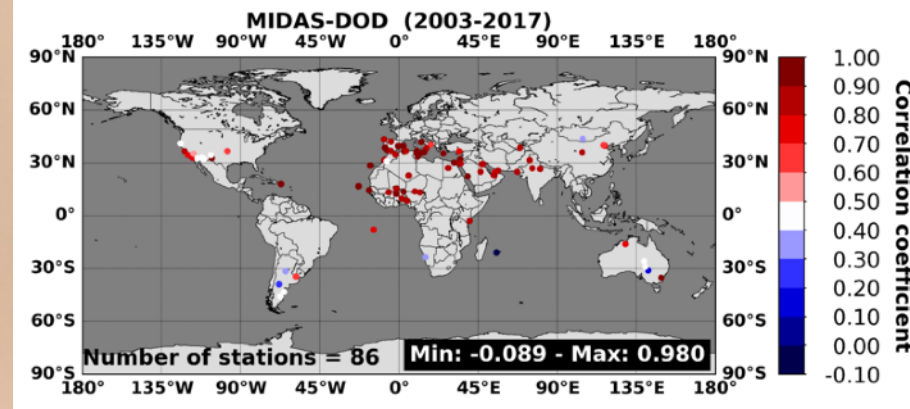 MIDAS-DOD (2003-2017)
180° 135°W 90°W 45°W 0° 45°E 90°E 135°E 180°
90°N 90°N
60°N 60°N
30°N 30°N
0° 0°
30°S 30°S
60°S 60°S
90°S 90°S
Number of stations = 86
Min: -0.089 - Max: 0.980
180° 135°W 90°W 45°W 0° 45°E 90°E 135°E 180°
1.00
0.90
0.80
0.70
0.60
0.50
0.40
0.30
0.20
0.10
0.00
-0.10
Correlation coefficient